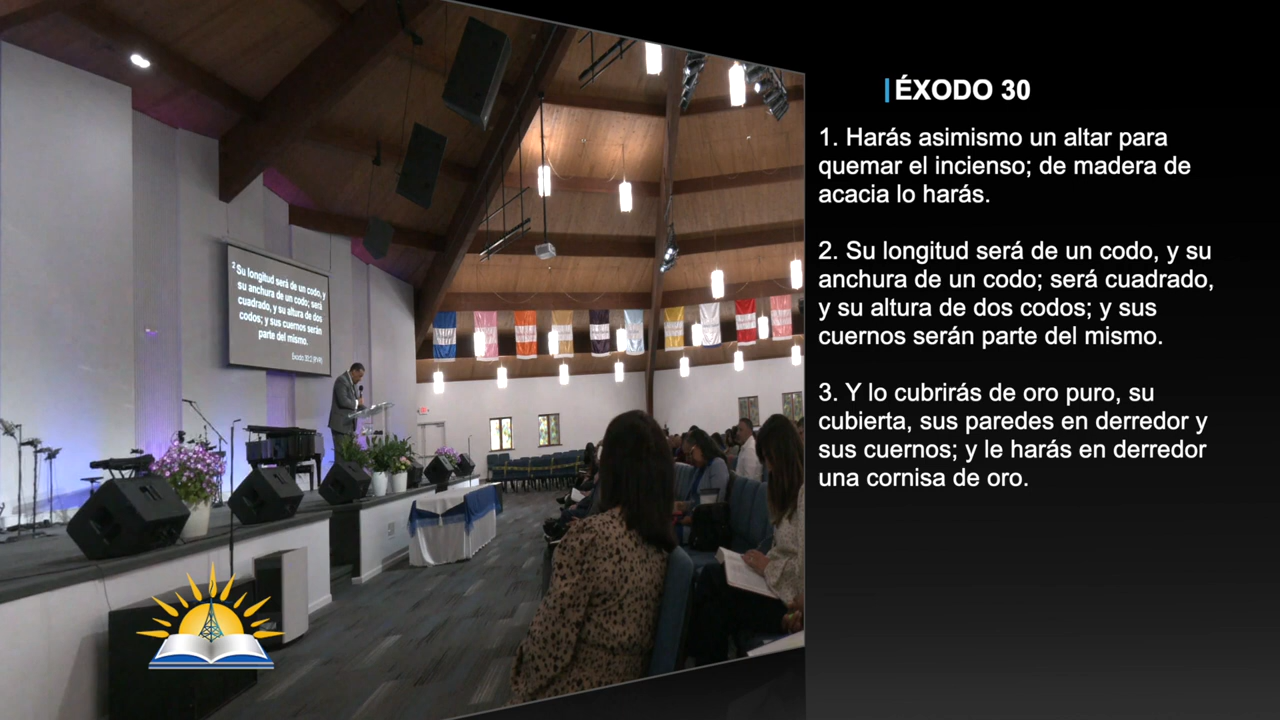 ÉXODO 30
1. Harás asimismo un altar para
quemar el incienso; de madera de
acacia lo harás.
2. Su longitud será de un codo, y su
anchura de un codo; será cuadrado,
y su altura de dos codos; y sus
cuernos serán parte del mismo.
3. Y lo cubrirás de oro puro, su
cubierta, sus paredes en derredor y
sus cuernos; y le harás en derredor
una cornisa de oro.
2 Su longitud será de un codo, y
su anchura de un codo; será
cuadrado, y su altura de dos
codos; y sus cuernos serán
parte del mismo.